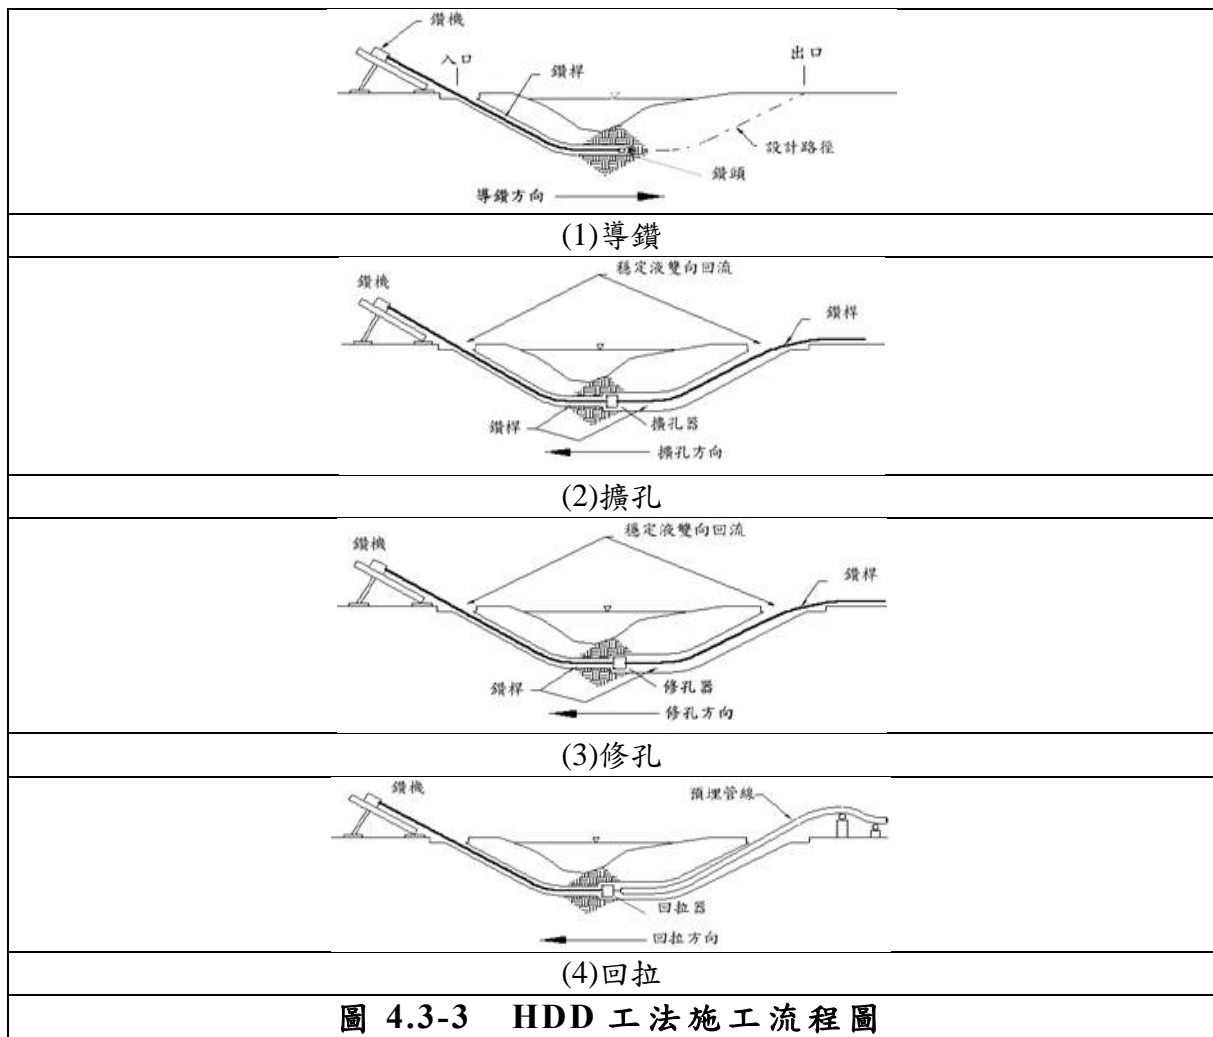 鑽機
入口
鑽桿
出口
設計路徑
鑽頭
導鑽方向
(1)導鑽
穩定液雙向回流
鑽機
鑽桿
鑽桿
擴孔器
擴孔方向
(2)擴孔
穩定液雙向回流
鑽機
鑽桿
鑽桿
修孔器
修孔方向
(3)修孔
鑽機
預埋管線
回拉器
回拉方向
(4)回拉
圖 4.3-3 HDD 工法施工流程圖